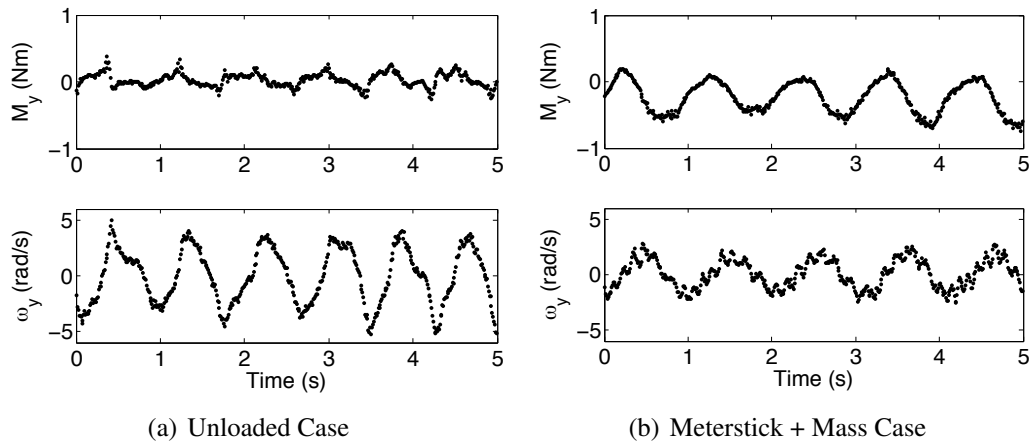 1
0
−1
M_y (Nm)
0 1 2 3 4 5
5
0
−5
ω_y (rad/s)
0 1 2 3 4 5
Time (s)
(a) Unloaded Case
1
0
−1
M_y (Nm)
0 1 2 3 4 5
5
0
−5
ω_y (rad/s)
0 1 2 3 4 5
Time (s)
(b) Meterstick + Mass Case